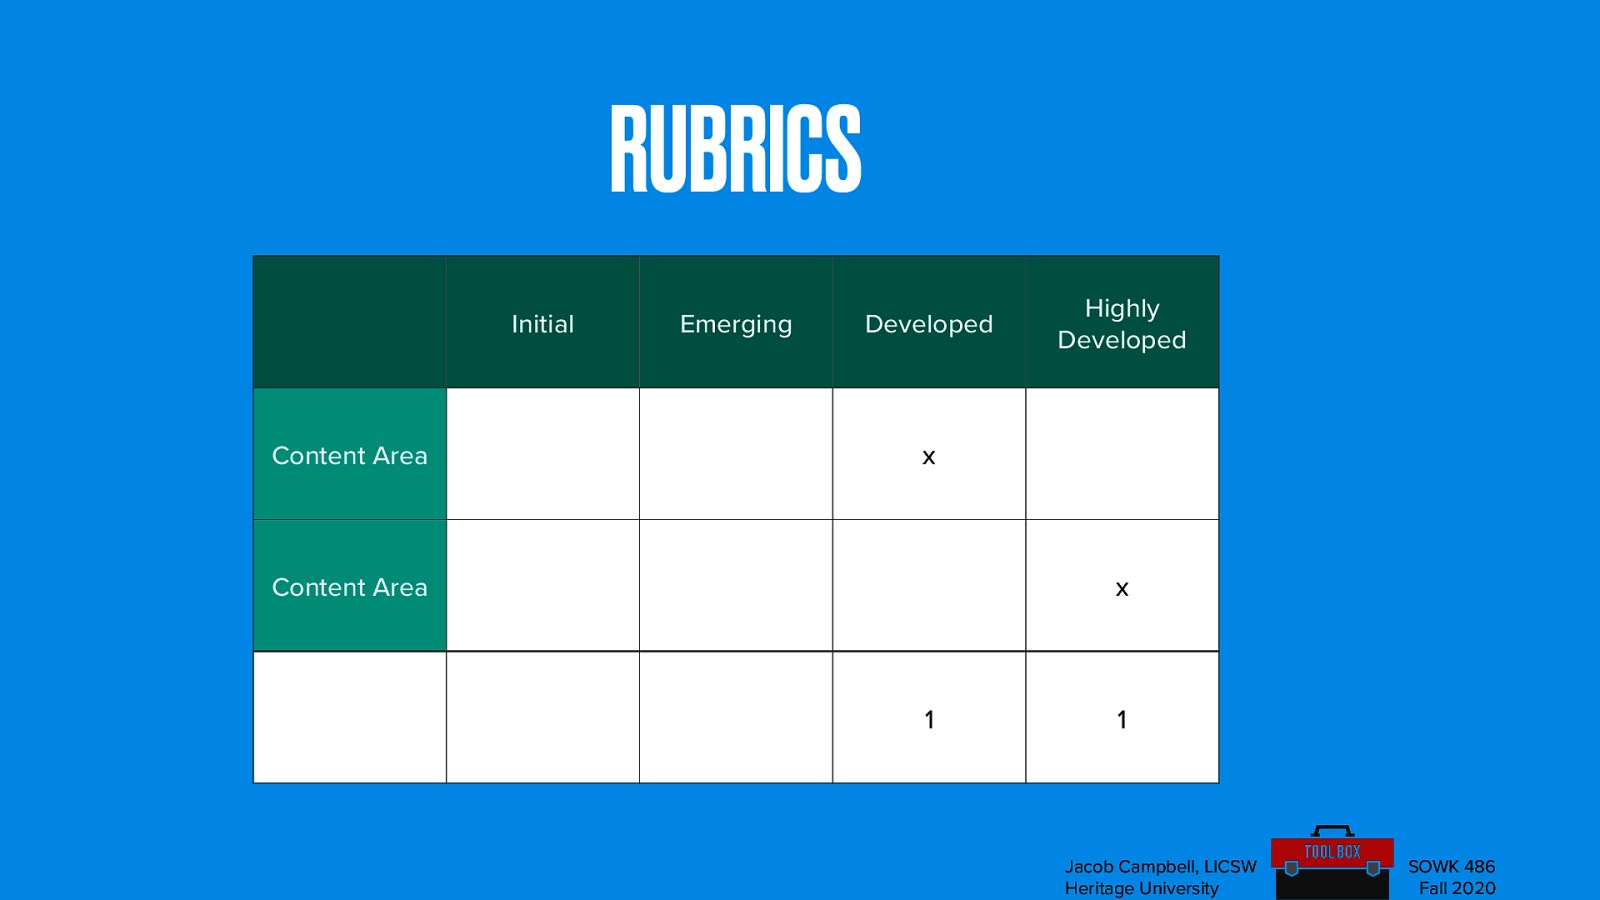 RUBRICS
Initial
Emerging
Developed
Highly
Developed
Content Area
x
Content Area
x
1
1
Jacob Campbell, LICSW
Heritage University
TOOL BOX
SOWK 486
Fall 2020